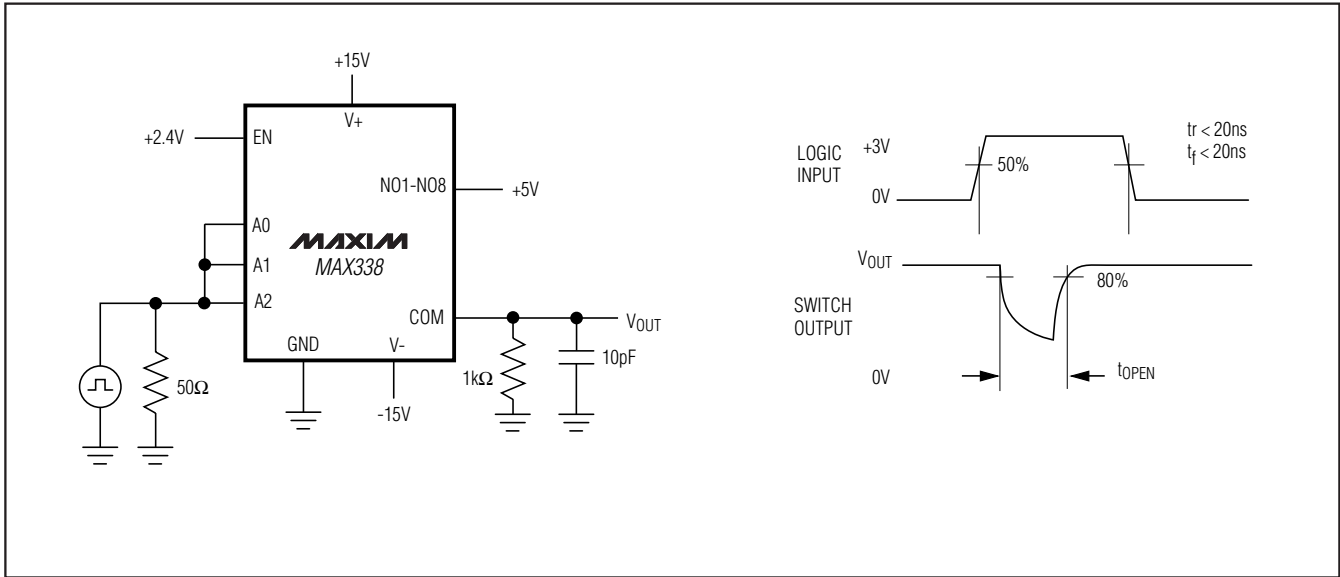 +15V
V+
+2.4V
EN
NO1-NO8
+5V
A0
MAXIM
A1
MAX338
A2
COM
VOUT
GND
V-
10pF
1kΩ
50Ω
-15V
LOGIC
INPUT
+3V
50%
tr < 20ns
tf < 20ns
0V
VOUT
80%
SWITCH
OUTPUT
0V
tOPEN